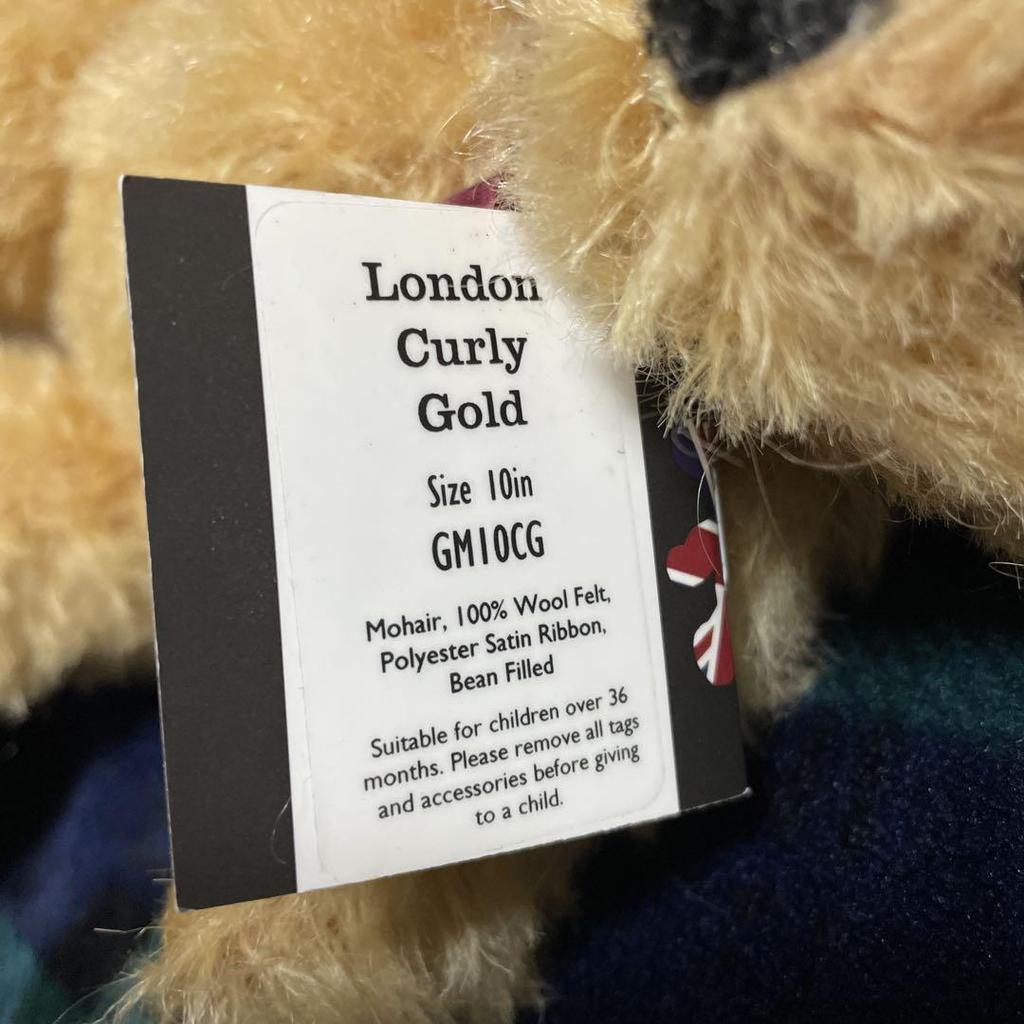 London
Curly
Gold
Size 10in
GM10CG
Mohair, 100% Wool Felt,
Polyester Satin Ribbon,
Bean Filled
Suitable for children over 36
months. Please remove all tags
and accessories before giving
to a child.